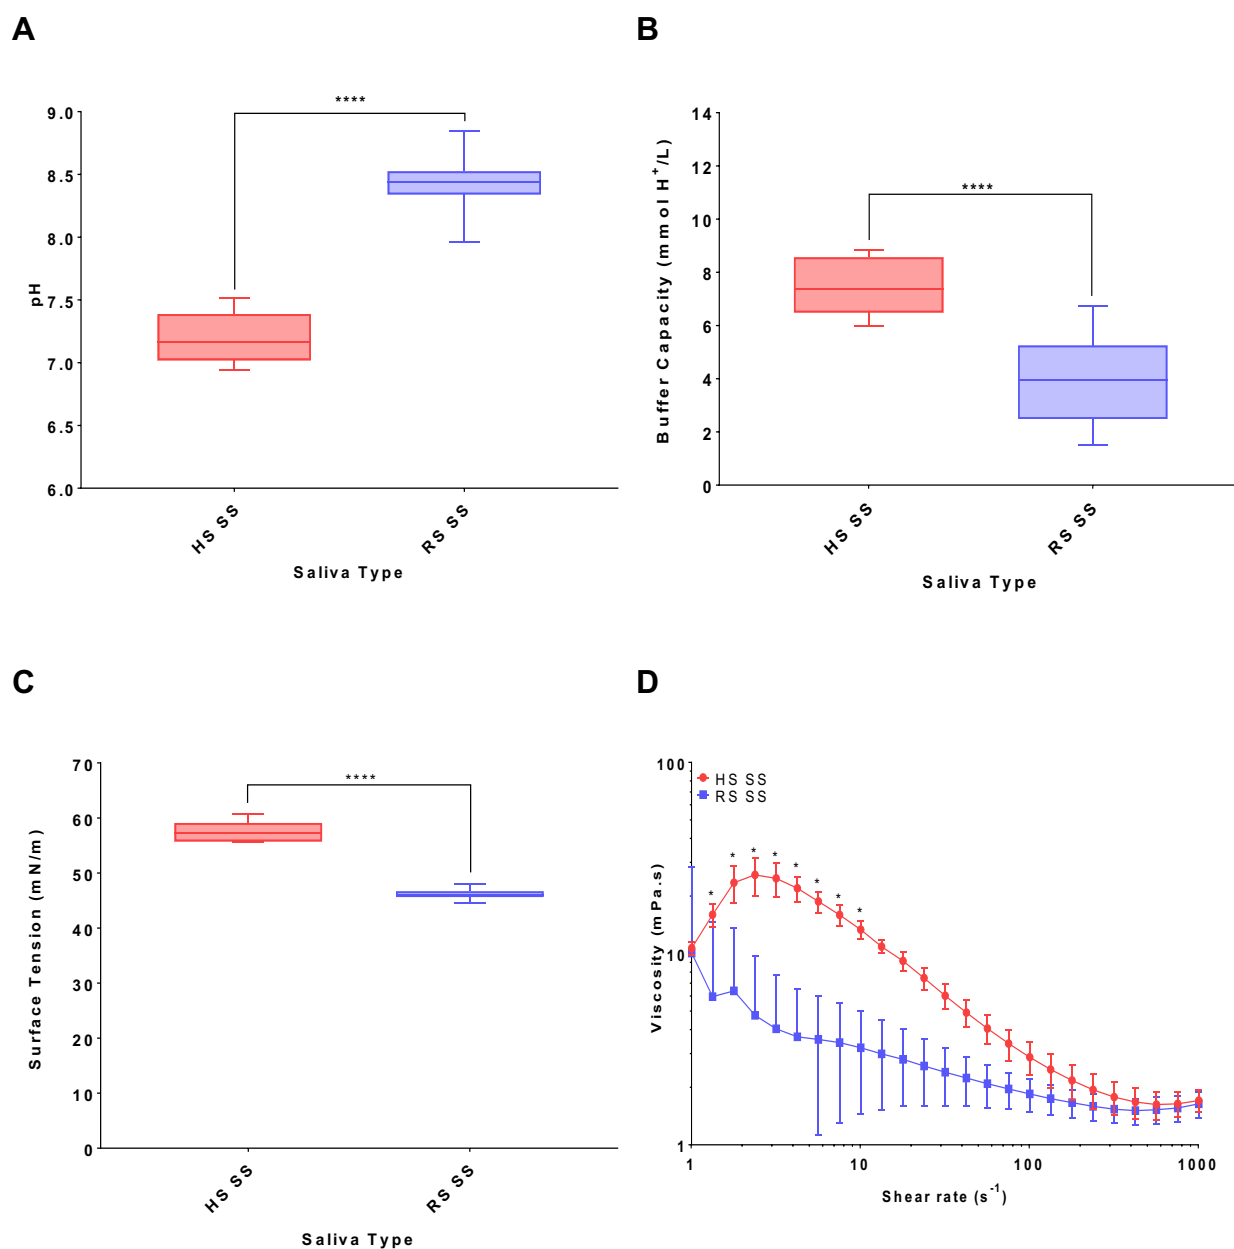 A
****
9.0
8.5
8.0
7.5
7.0
6.5
6.0
pH
HS SS
RS SS
Saliva Type
B
****
14
12
10
8
6
4
2
0
Buffer Capacity (mmol H+/L)
HS SS
RS SS
Saliva Type
C
****
70
60
50
40
30
20
10
0
Surface Tension (mN/m)
HS SS
RS SS
Saliva Type
D
HS SS
RS SS
* * * * * * * * *
100
10
1
Viscosity (mPa.s)
1 10 100 1000
Shear rate (s-1)